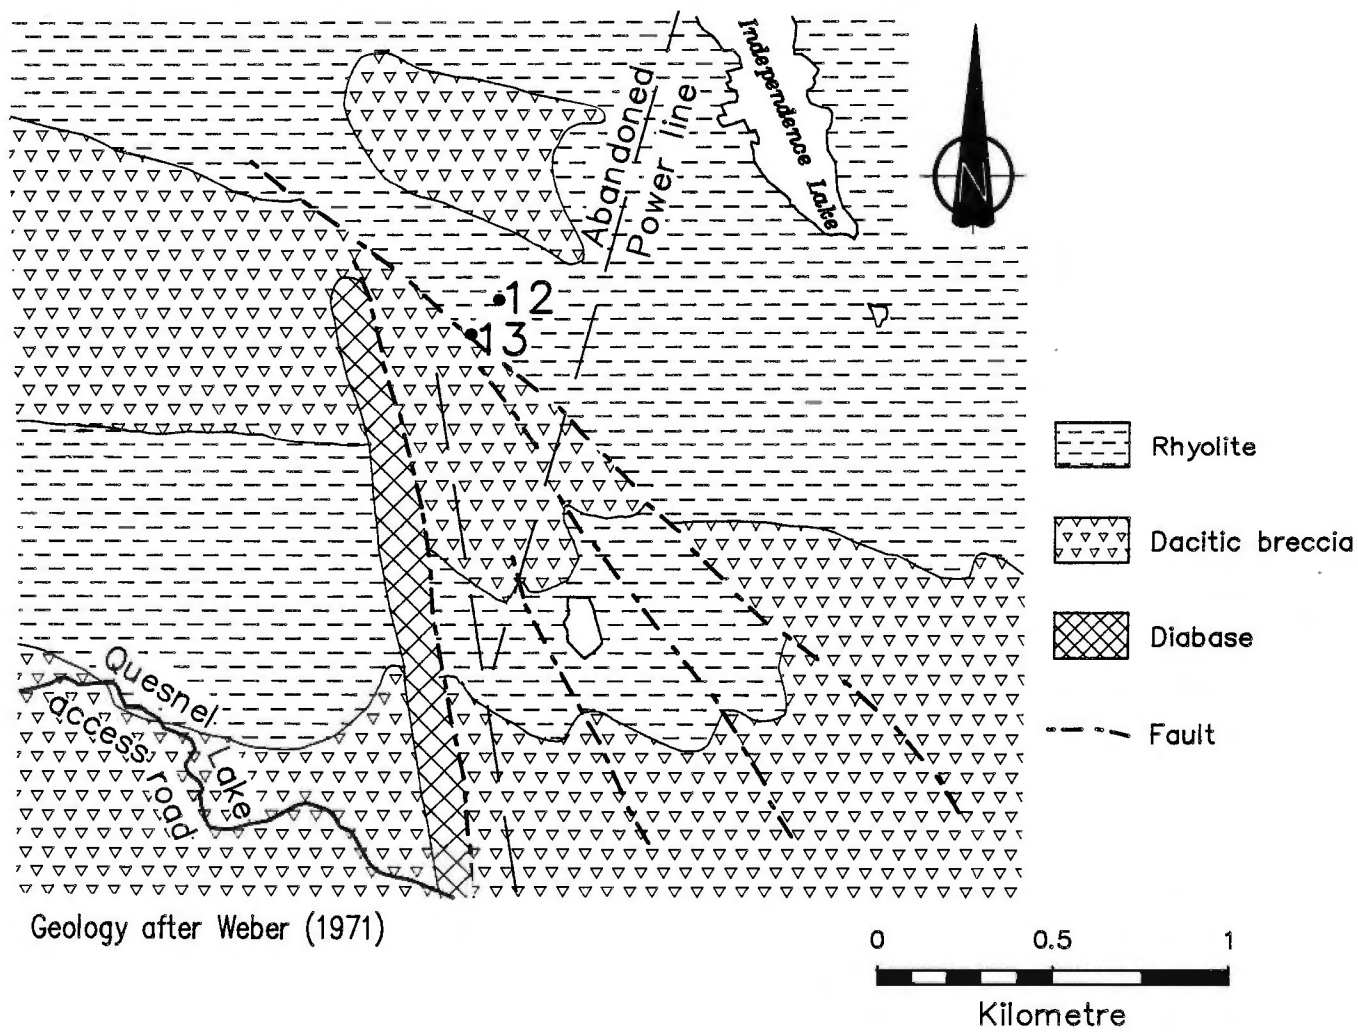 Independence Lake
Abandoned
Power line
N
12
13
Rhyolite
Dacitic breccia
Diabase
Fault
Quesnel Lake
access road
Geology after Weber (1971)
0 0.5 1
Kilometre